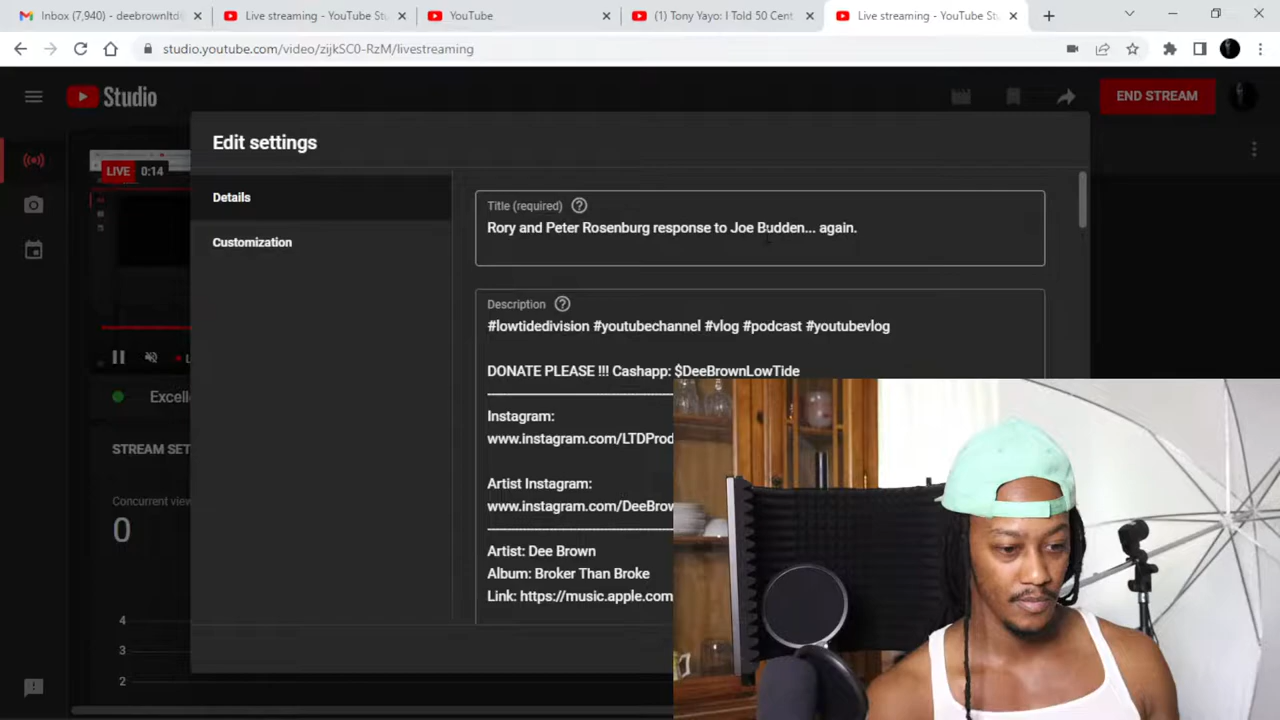 Inbox (7,940) - deebrownltd
Live streaming - YouTube Stu
YouTube
(1) Tony Yayo: I Told 50 Cent
Live streaming - YouTube Stu
studio.youtube.com/video/zijkSC0-RzM/livestreaming
Studio
END STREAM
Edit settings
LIVE 0:14
Details
Customization
Title (required)
Rory and Peter Rosenburg response to Joe Budden... again.
Description
#lowtidedivision #youtubechannel #vlog #podcast #youtubevlog
DONATE PLEASE !!! Cashapp: $DeeBrownLowTide
Instagram:
www.instagram.com/LTDProd
Artist Instagram:
www.instagram.com/DeeBrow
Artist: Dee Brown
Album: Broker Than Broke
Link: https://music.apple.com
Excelle
STREAM SET
Concurrent view
0
4
3
2